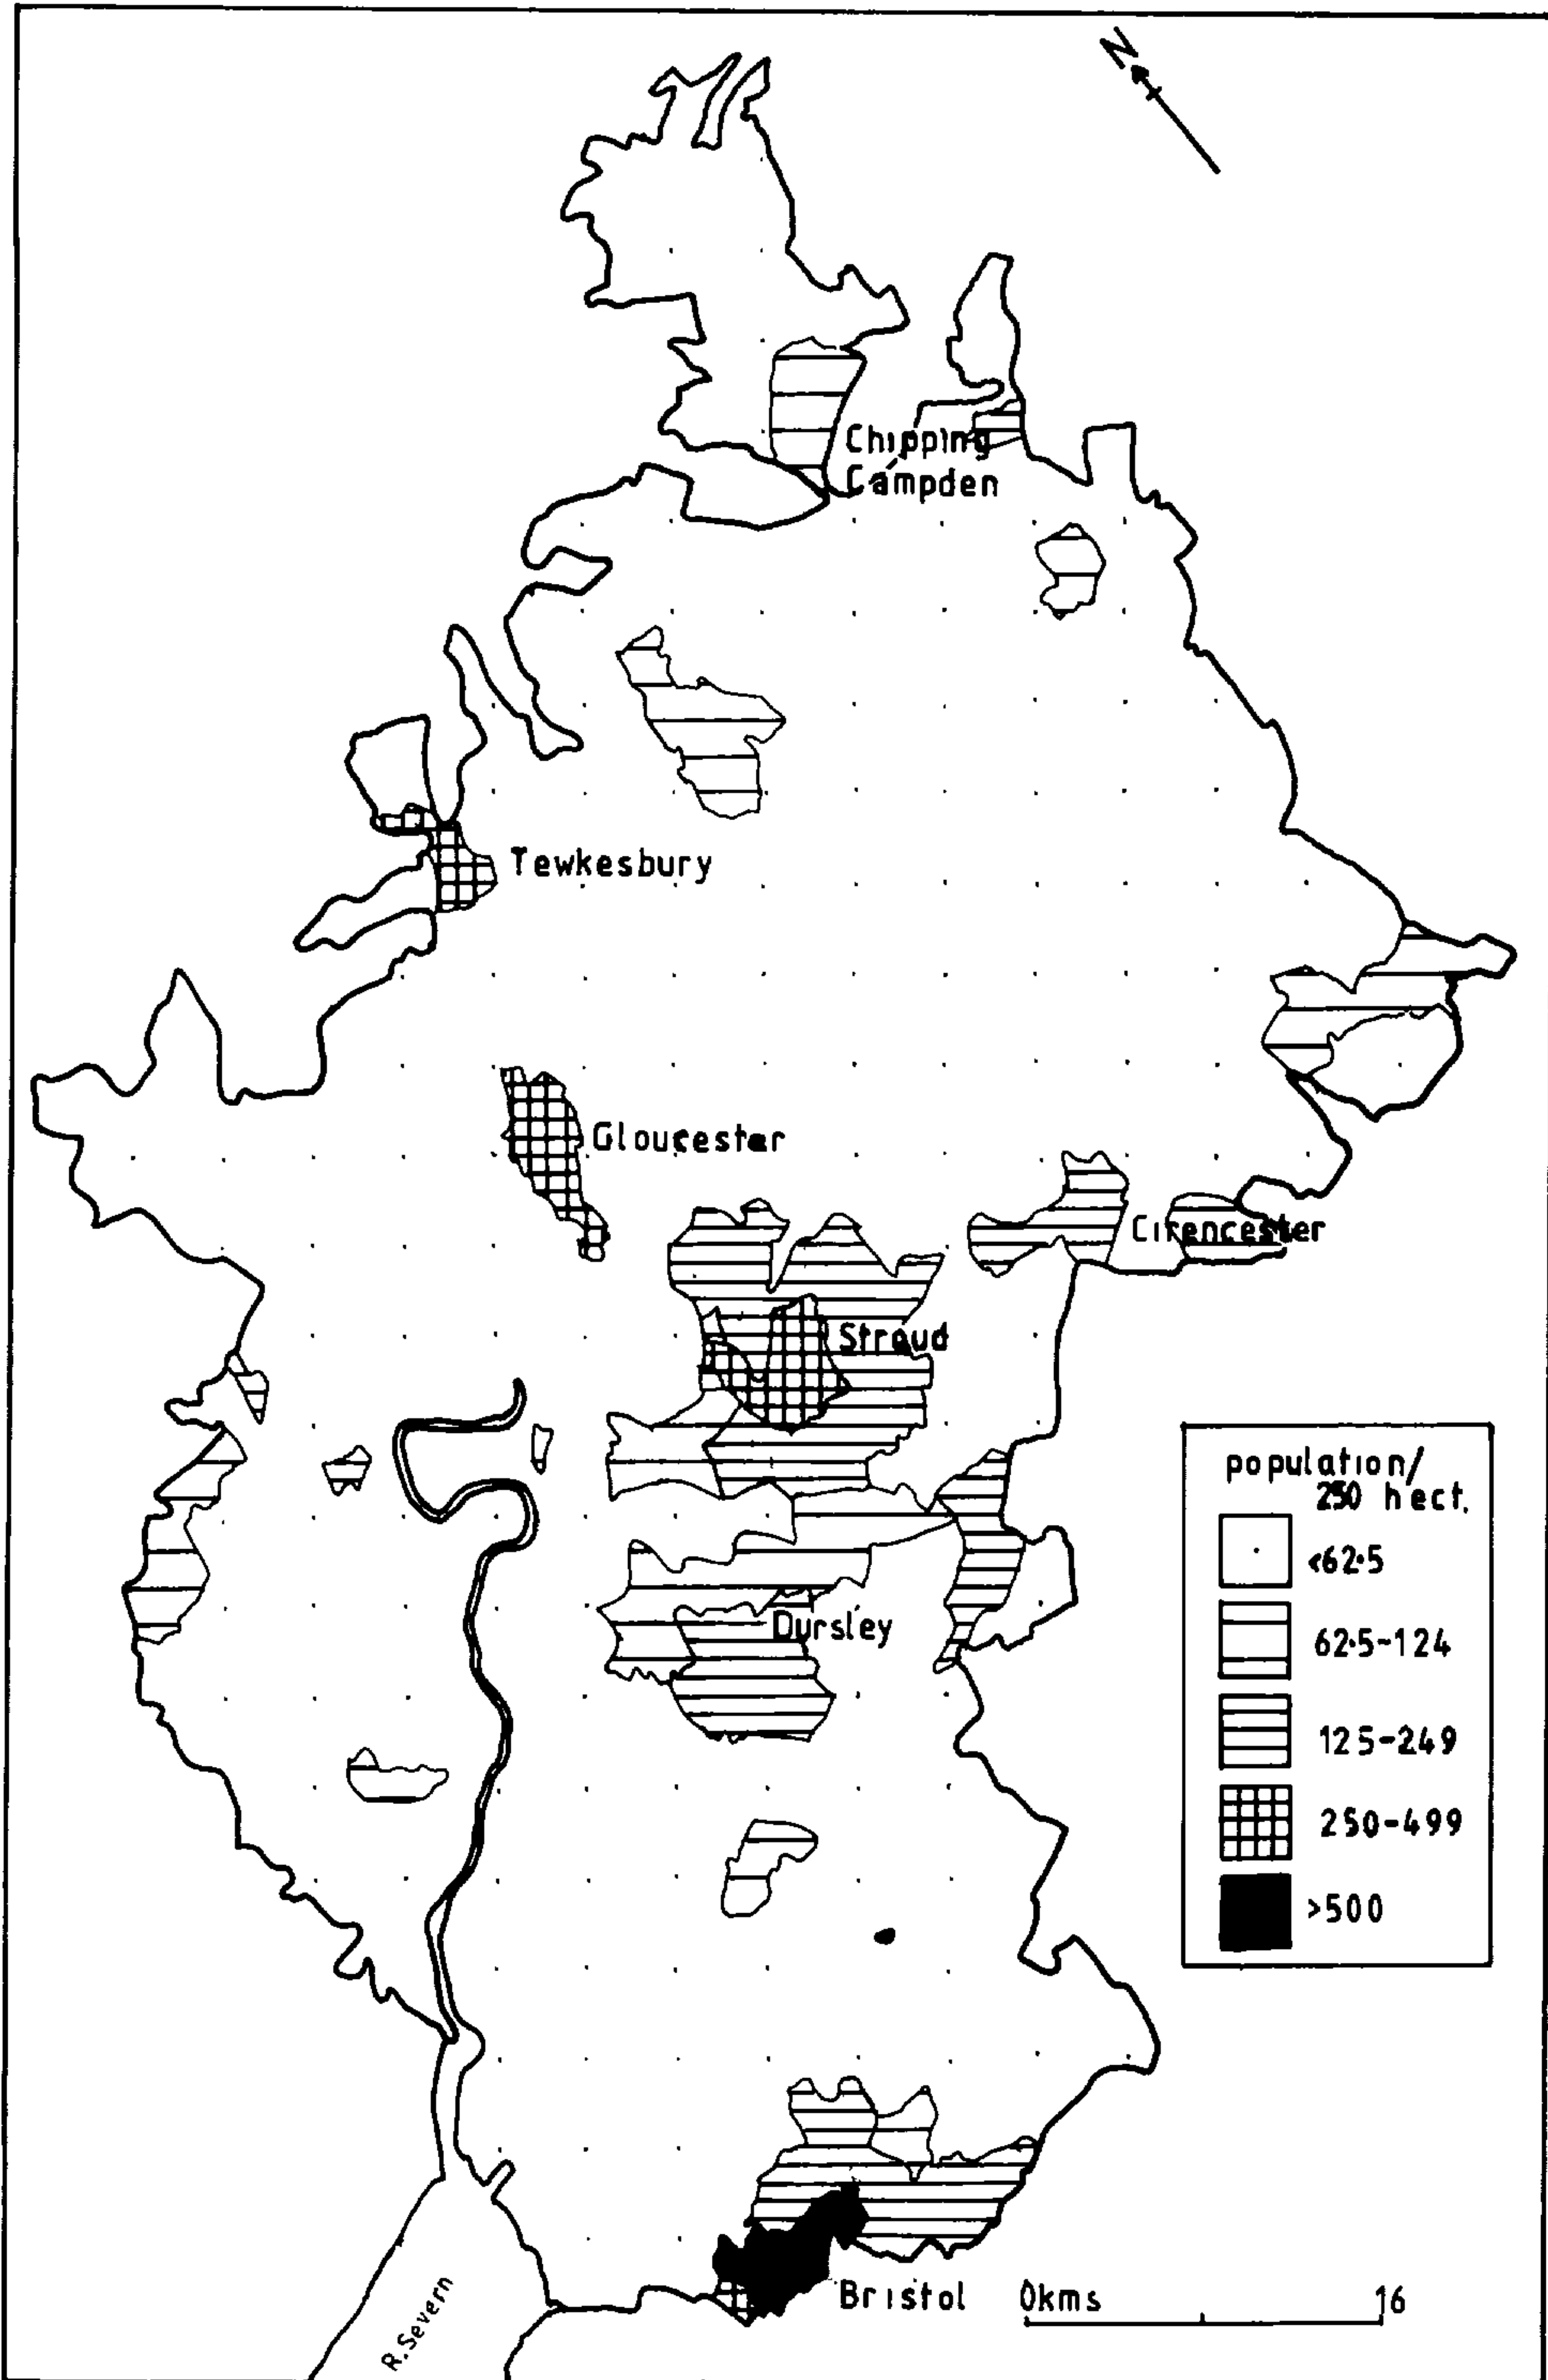 N
Chipping
Campden
Tewkesbury
Gloucester
Cirencester
Stroud
population/
250 hect.
<62·5
62·5-124
125-249
250-499
>500
Dursley
Bristol
0kms 16
R.Severn